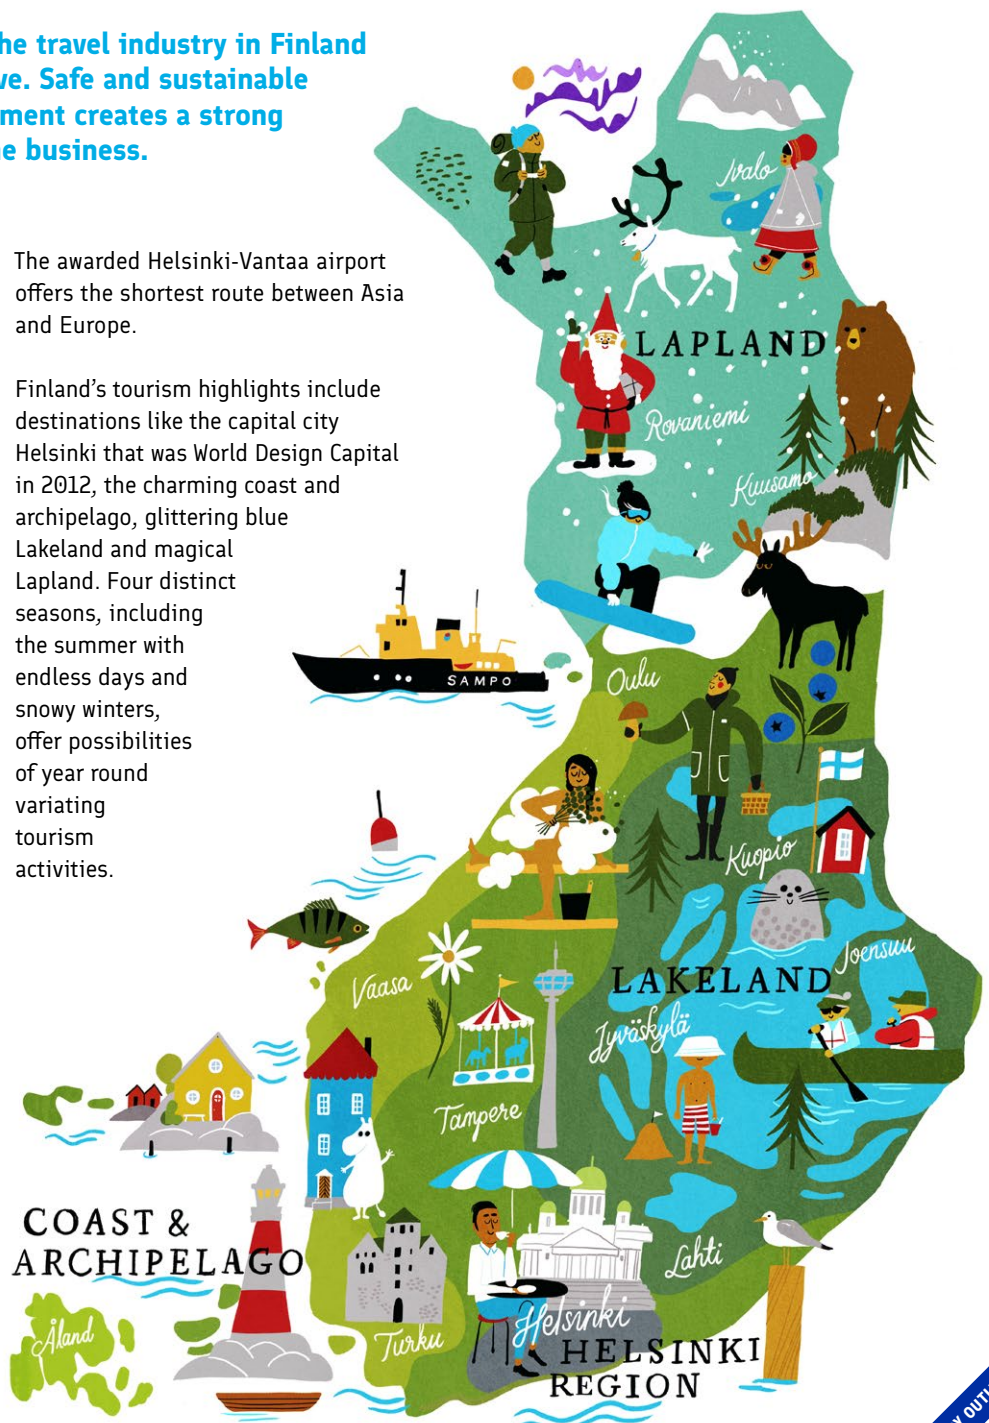 he travel industry in Finland
ve. Safe and sustainable
ment creates a strong
e business.
The awarded Helsinki-Vantaa airport
offers the shortest route between Asia
and Europe.
Finland’s tourism highlights include
destinations like the capital city
Helsinki that was World Design Capital
in 2012, the charming coast and
archipelago, glittering blue
Lakeland and magical
Lapland. Four distinct
seasons, including
the summer with
endless days and
snowy winters,
offer possibilities
of year round
variating
tourism
activities.
Ivalo
LAPLAND
Rovaniemi
Kuusamo
SAMPO
Oulu
Kuopio
Joensuu
LAKELAND
Vaasa
Jyväskylä
Tampere
COAST &
ARCHIPELAGO
Lahti
Åland
Turku
Helsinki
HELSINKI
REGION